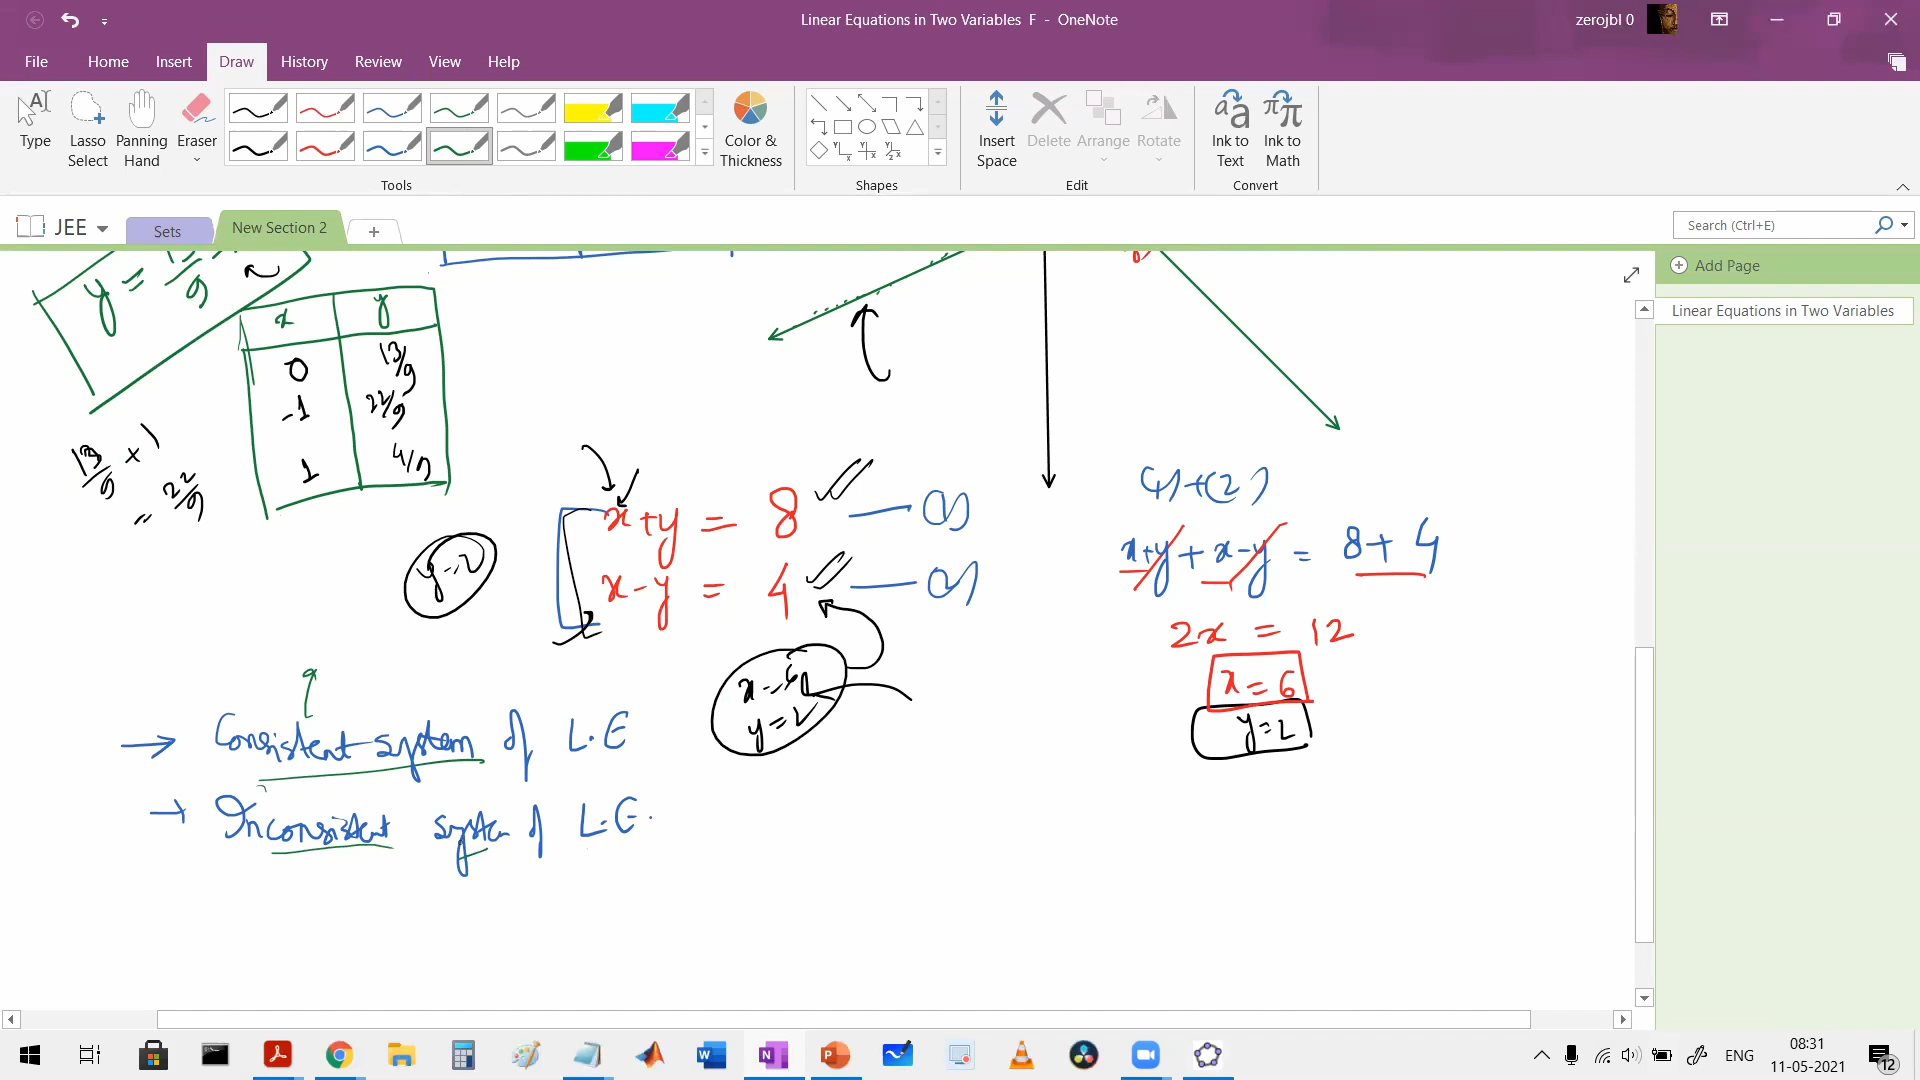 Linear Equations in Two Variables F - OneNote
zerojbl 0
File Home Insert Draw History Review View Help
Type
Lasso Select
Panning Hand
Eraser
Color & Thickness
Insert Space
Delete
Arrange
Rotate
Ink to Text
Ink to Math
Tools
Shapes
Edit
Convert
JEE
Sets
New Section 2
Search (Ctrl+E)
Add Page
Linear Equations in Two Variables
x y
0 13/9
-1 22/9
1 4/9
13/9 + 1
= 22/9
y = 2
x+y = 8
x-y = 4
x = 6
y = 2
(1)+(2)
x+y + x-y = 8+4
2x = 12
x = 6
y = 2
→ Consistent system of L.E
→ Inconsistent system of L.E.
ENG
08:31
11-05-2021
12